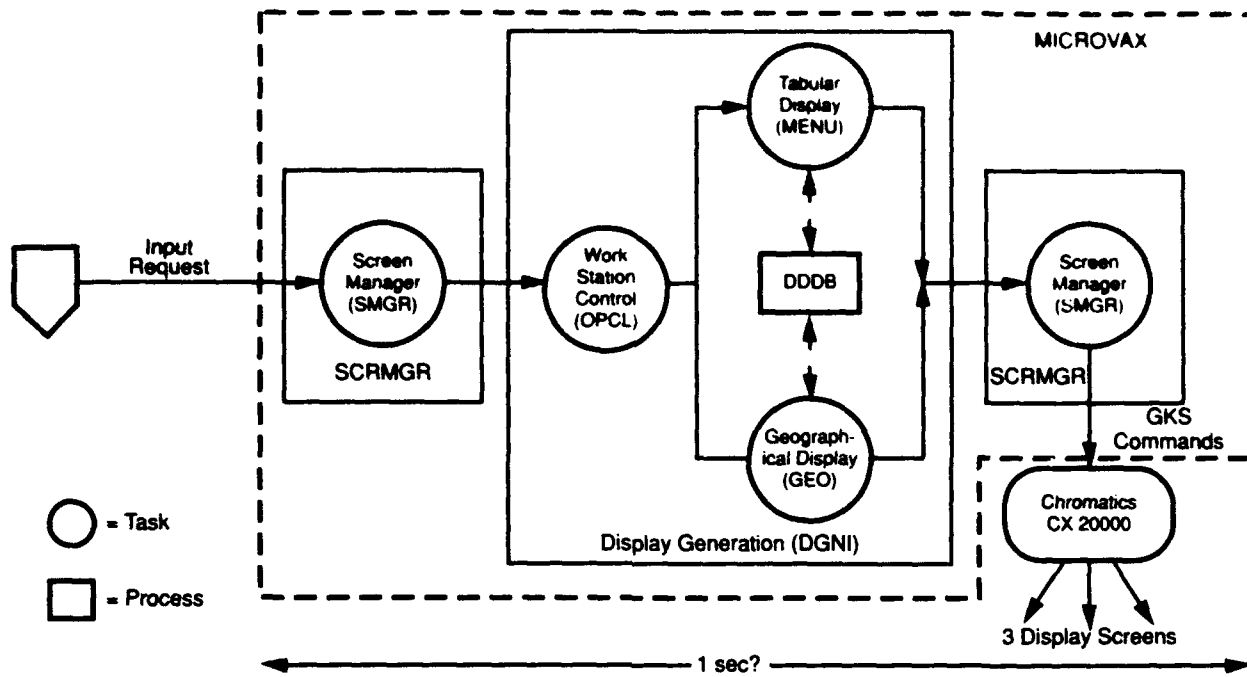 MICROVAX
Tabular
Display
(MENU)
Input
Request
Screen
Manager
(SMGR)
SCRMGR
Work
Station
Control
(OPCL)
DDDB
Geograph-
ical Display
(GEO)
Display Generation (DGNI)
Screen
Manager
(SMGR)
SCRMGR
GKS
Commands
Chromatics
CX 20000
3 Display Screens
= Task
= Process
1 sec?